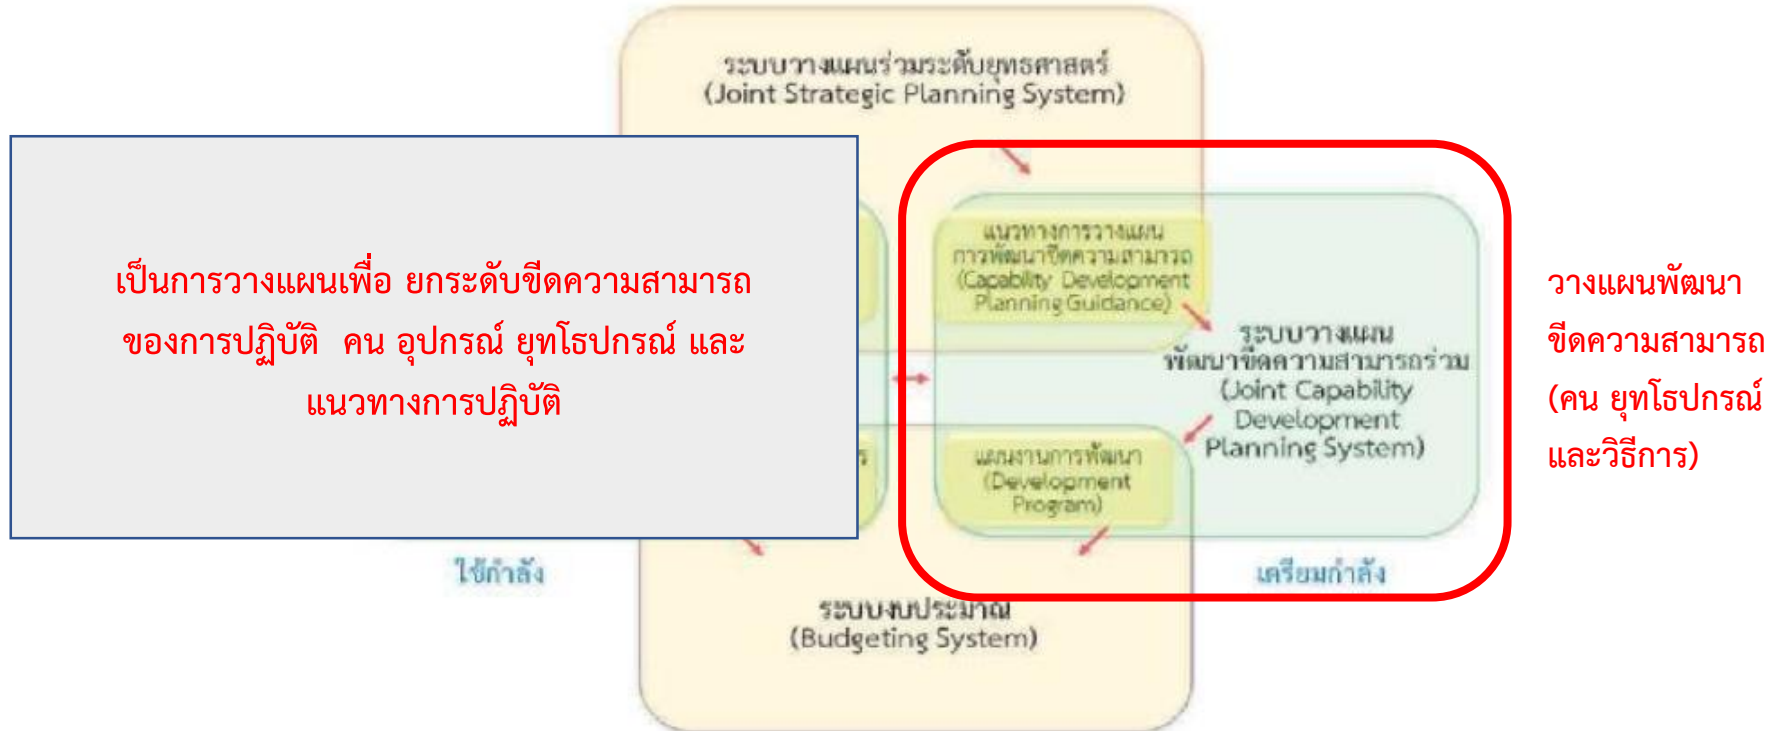 ระบบวางแผนร่วมระดับยุทธศาสตร์
(Joint Strategic Planning System)
เป็นการวางแผนเพื่อ ยกระดับขีดความสามารถ
ของการปฏิบัติ  คน อุปกรณ์ ยุทโธปกรณ์ และ
แนวทางการปฏิบัติ
แนวทางการวางแผน
การพัฒนาขีดความสามารถ
(Capability Development
Planning Guidance)
ระบบวางแผน
พัฒนาขีดความสามารถร่วม
(Joint Capability
Development
Planning System)
วางแผนพัฒนา
ขีดความสามารถ
(คน ยุทโธปกรณ์
และวิธีการ)
ร
แผนงานการพัฒนา
(Development
Program)
ใช้กำลัง
เตรียมกำลัง
ระบบงบประมาณ
(Budgeting System)